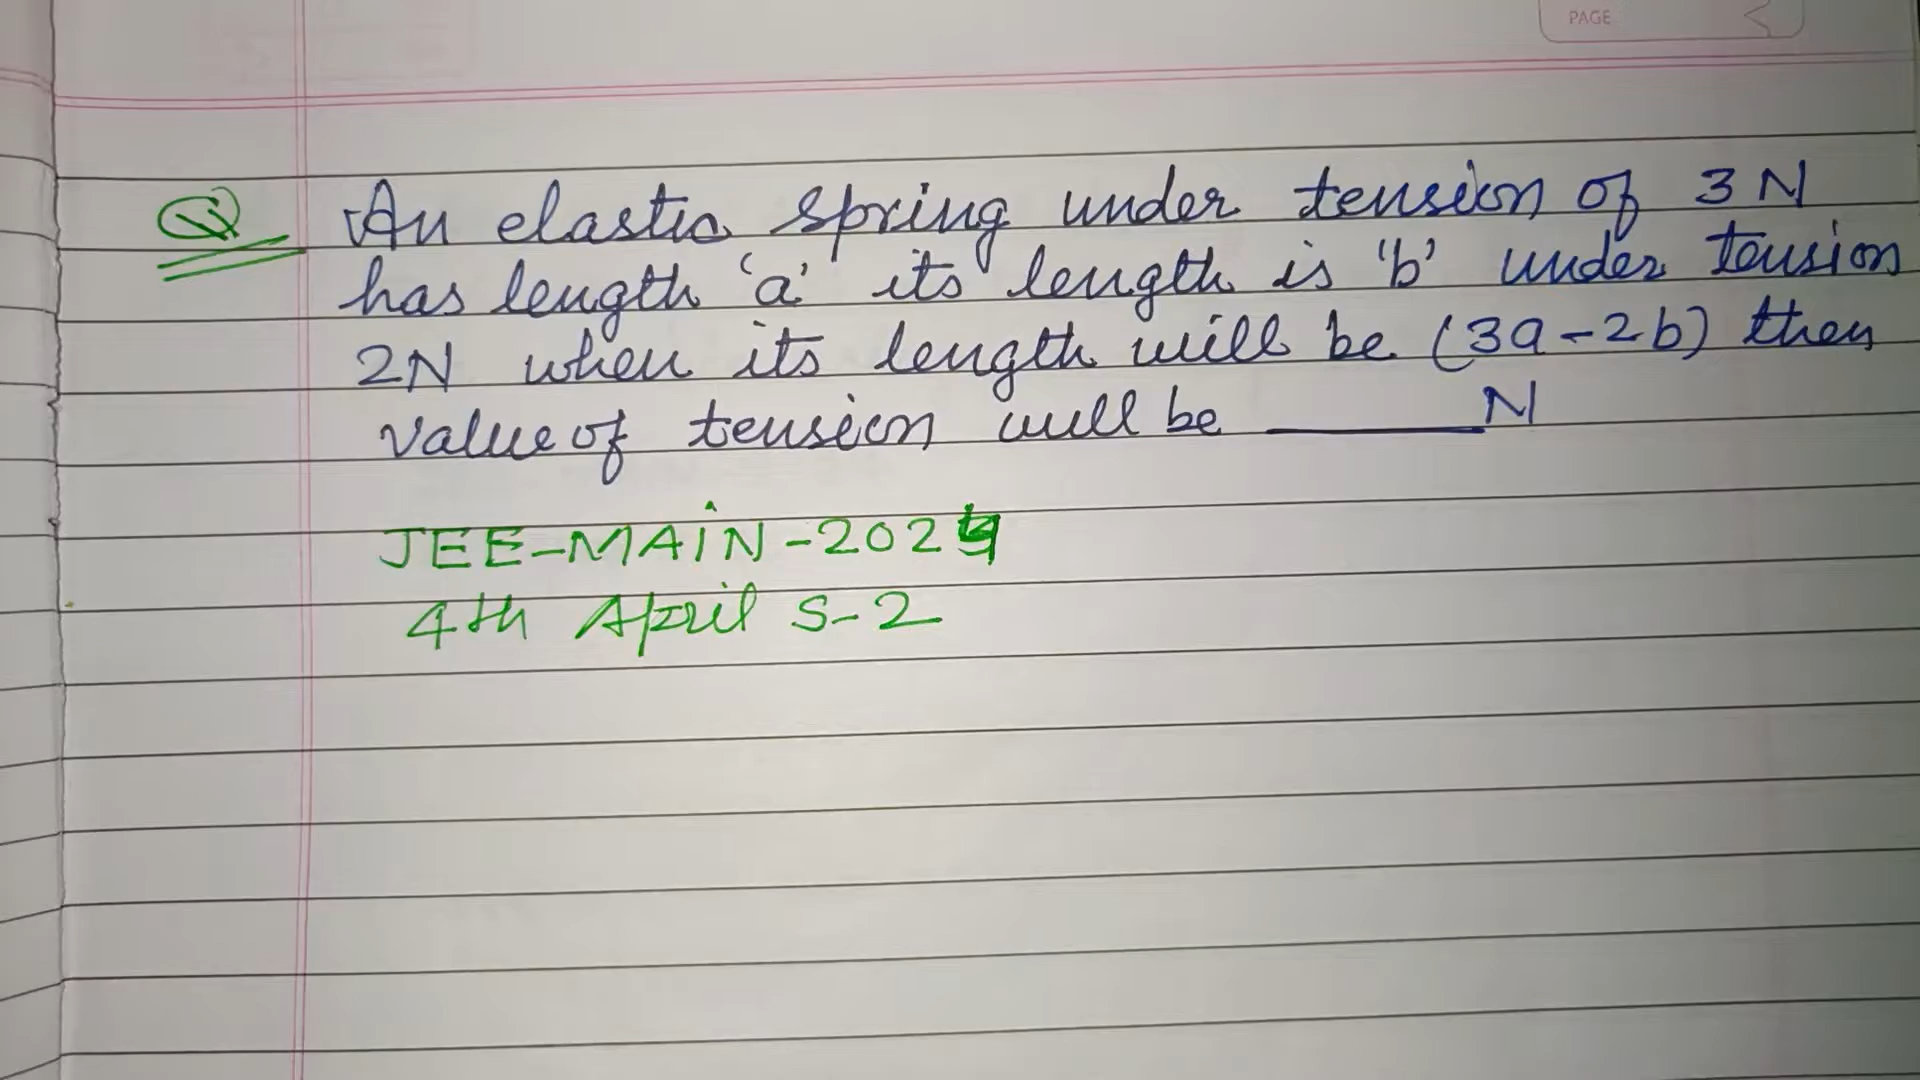 PAGE
Q An elastic spring under tension of 3N
has length 'a' its length is 'b' under tension
2N when its length will be (3a-2b) then
value of tension will be ______ N
JEE-MAIN-2024
4th April S-2